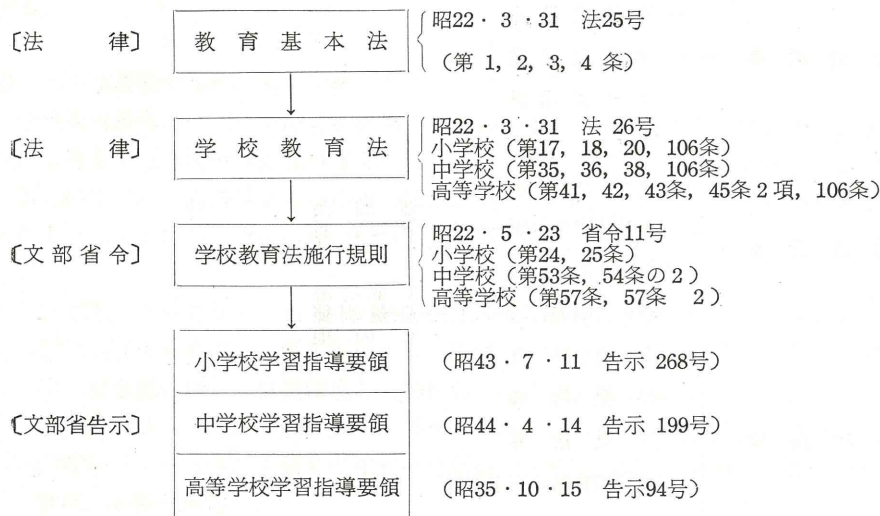 〔法　　律〕　教育基本法　昭22・3・31　法25号
（第 1, 2, 3, 4 条）
〔法　　律〕　学校教育法　昭22・3・31　法 26号
小学校（第17, 18, 20, 106条）
中学校（第35, 36, 38, 106条）
高等学校（第41, 42, 43条, 45条2項, 106条）
〔文部省令〕　学校教育法施行規則　昭22・5・23　省令11号
小学校（第24, 25条）
中学校（第53条, 54条の2）
高等学校（第57条, 57条　2）
小学校学習指導要領　（昭43・7・11　告示 268号）
〔文部省告示〕　中学校学習指導要領　（昭44・4・14　告示 199号）
高等学校学習指導要領　（昭35・10・15　告示94号）